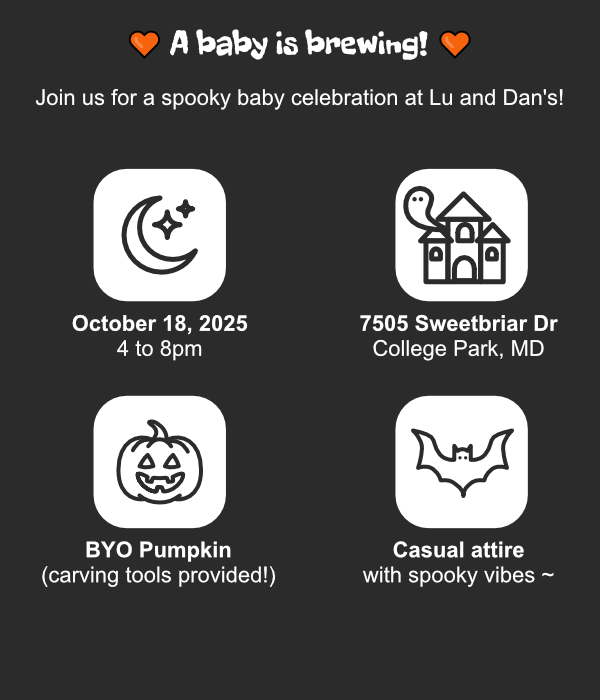 A baby is brewing!
Join us for a spooky baby celebration at Lu and Dan's!
October 18, 2025
4 to 8pm
7505 Sweetbriar Dr
College Park, MD
BYO Pumpkin
(carving tools provided!)
Casual attire
with spooky vibes ~